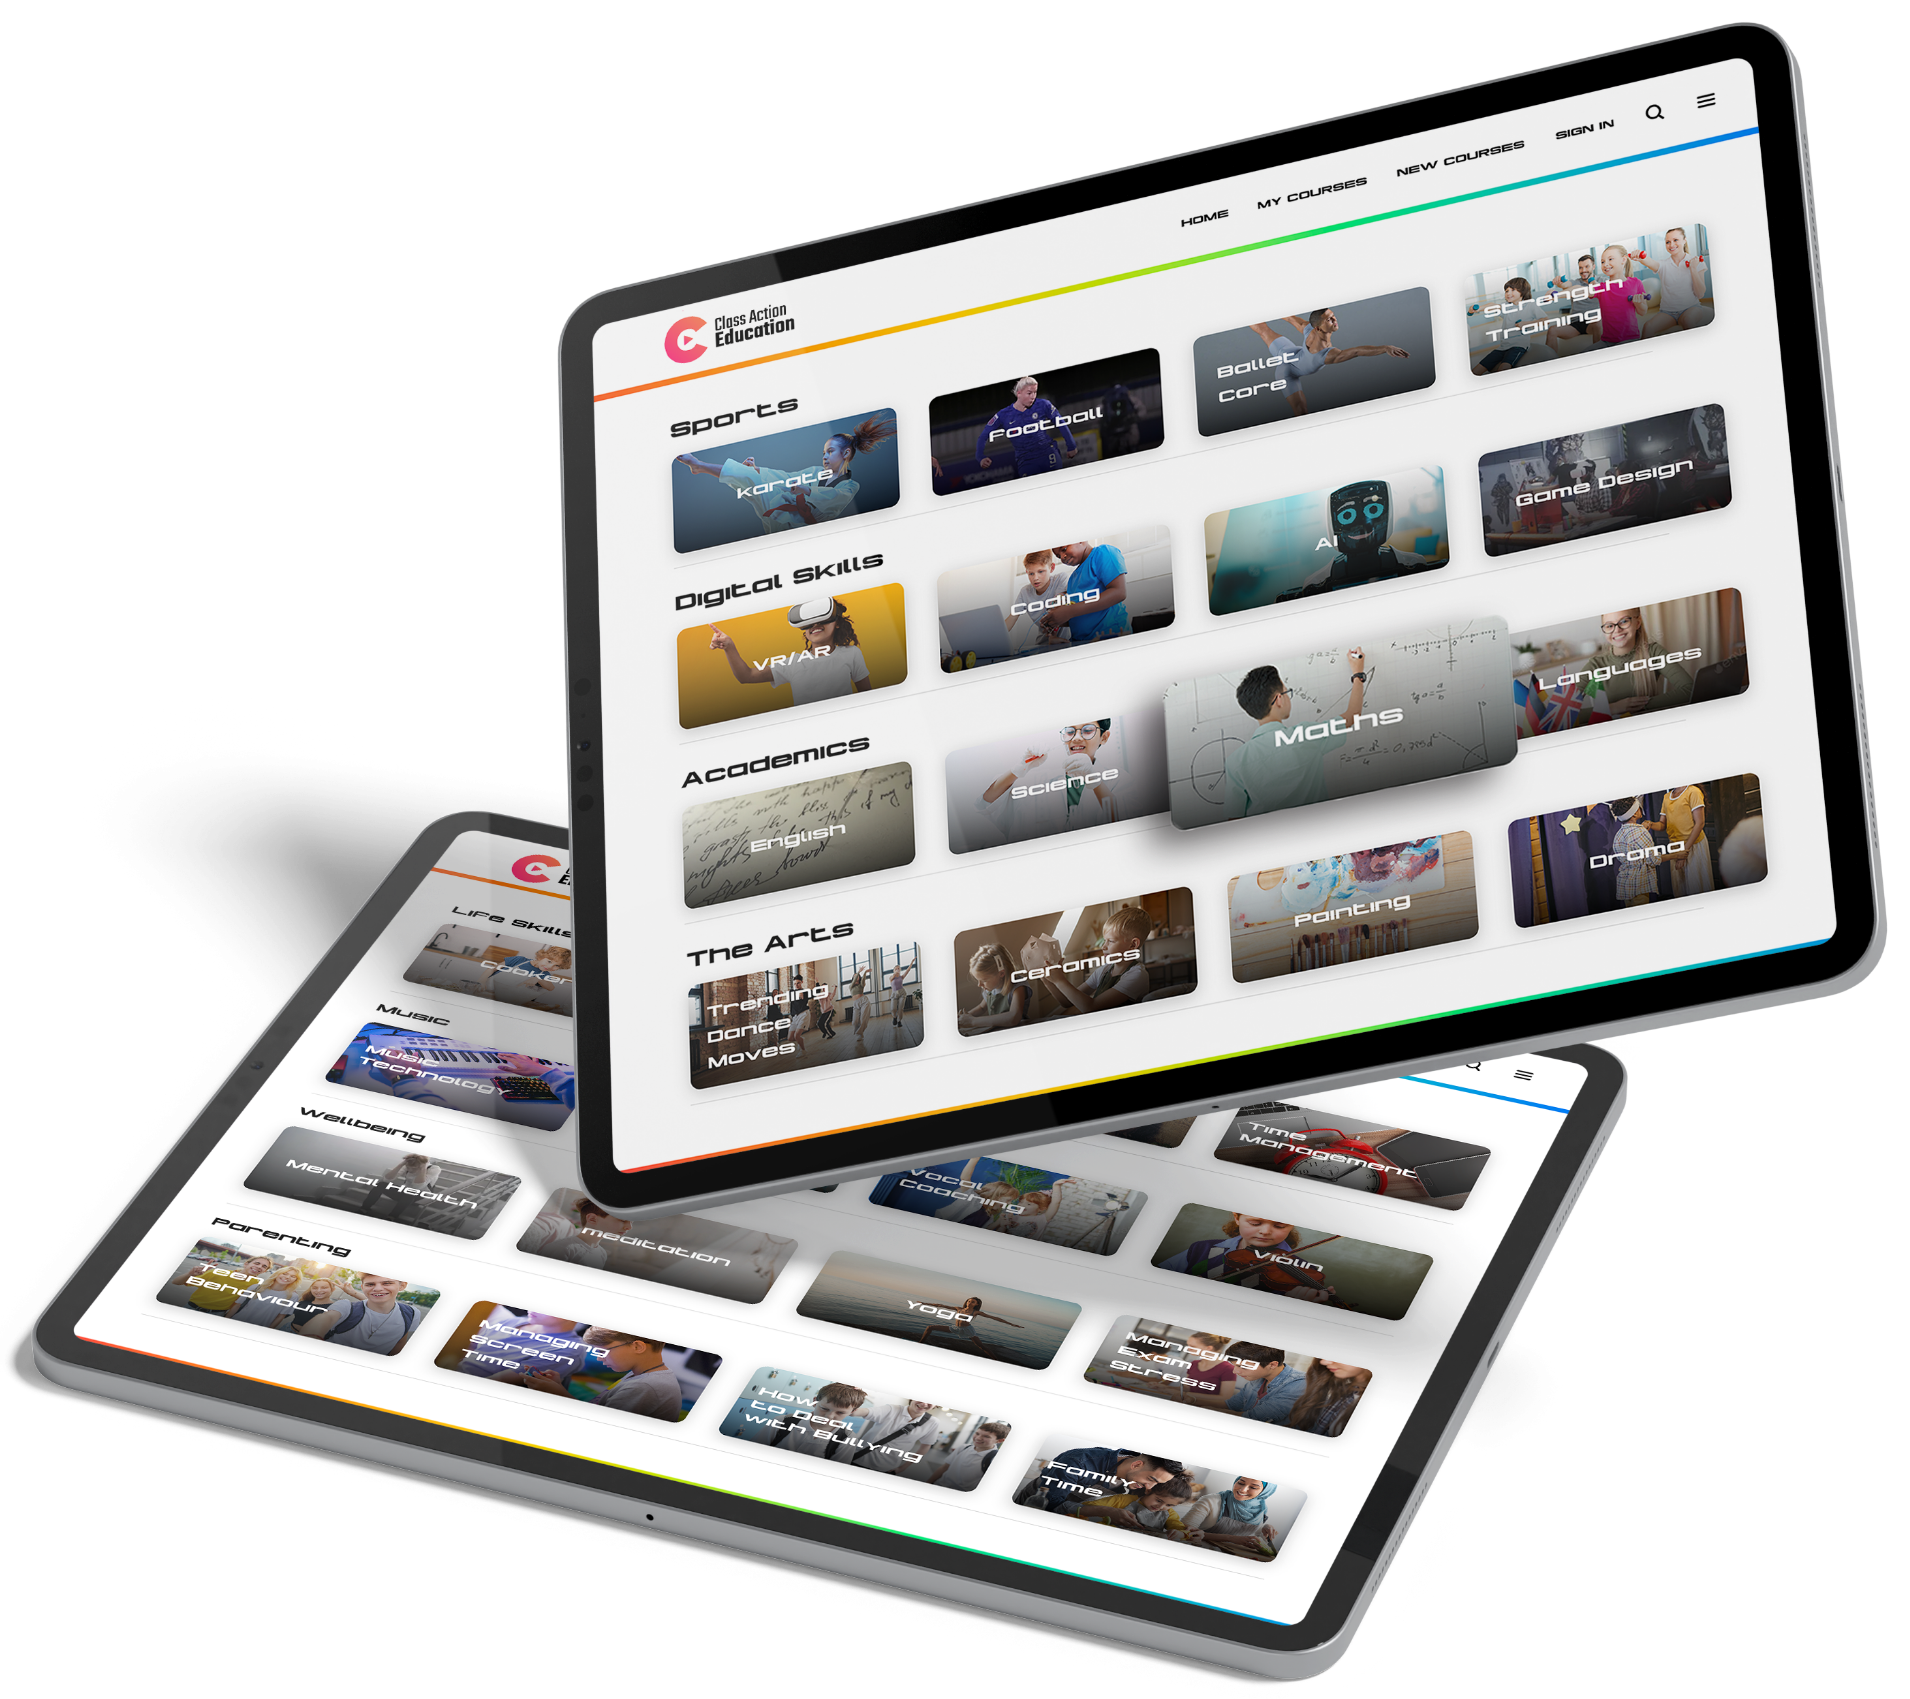 HOME
MY COURSES
NEW COURSES
SIGN IN
Class Action
Education
Sports
Karate
Football
Ballet
Core
Strength
Training
Digital Skills
VR/AR
Coding
AI
Game Design
Academics
English
Science
Maths
Languages
The Arts
Trending
Dance
Moves
Ceramics
Painting
Drama
Life Skills
Time
Management
Music
Music
Technology
Vocal
Coaching
Violin
Wellbeing
Mental Health
meditation
Yoga
Managing
Exam
Stress
Parenting
Teen
Behaviour
Managing
Screen
Time
How
to Deal
with Bullying
Family
Time